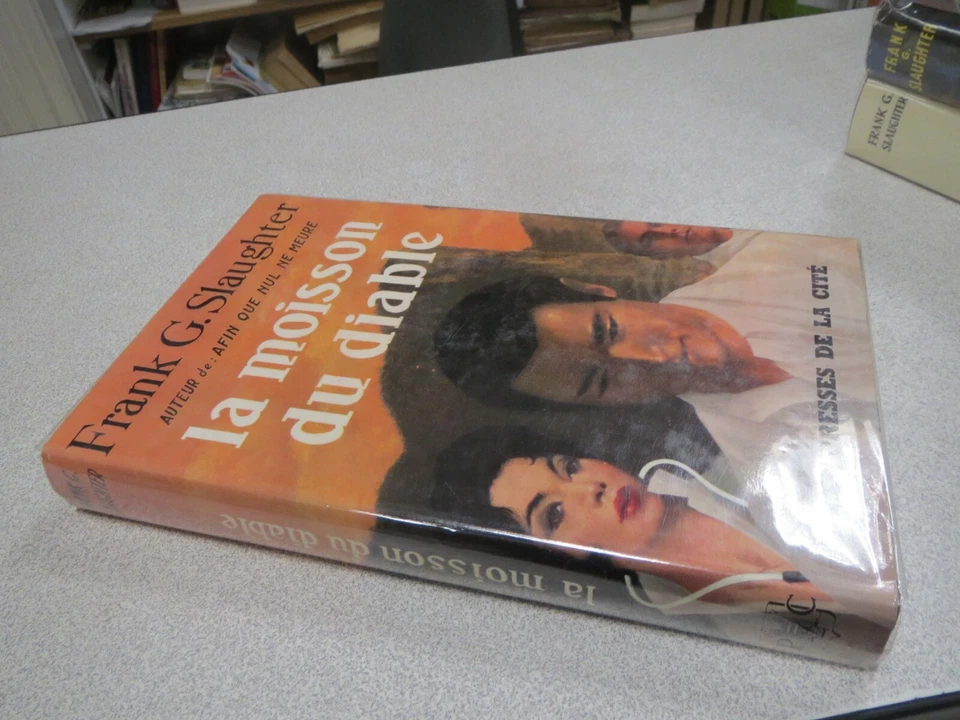 Frank G. Slaughter
AUTEUR de: AFIN QUE NUL NE MEURE
la moisson
du diable
PRESSES DE LA CITÉ
la moisson du diable
FRANK
G.
SLAUGHTER
FRANK G.
SLAUGHTER